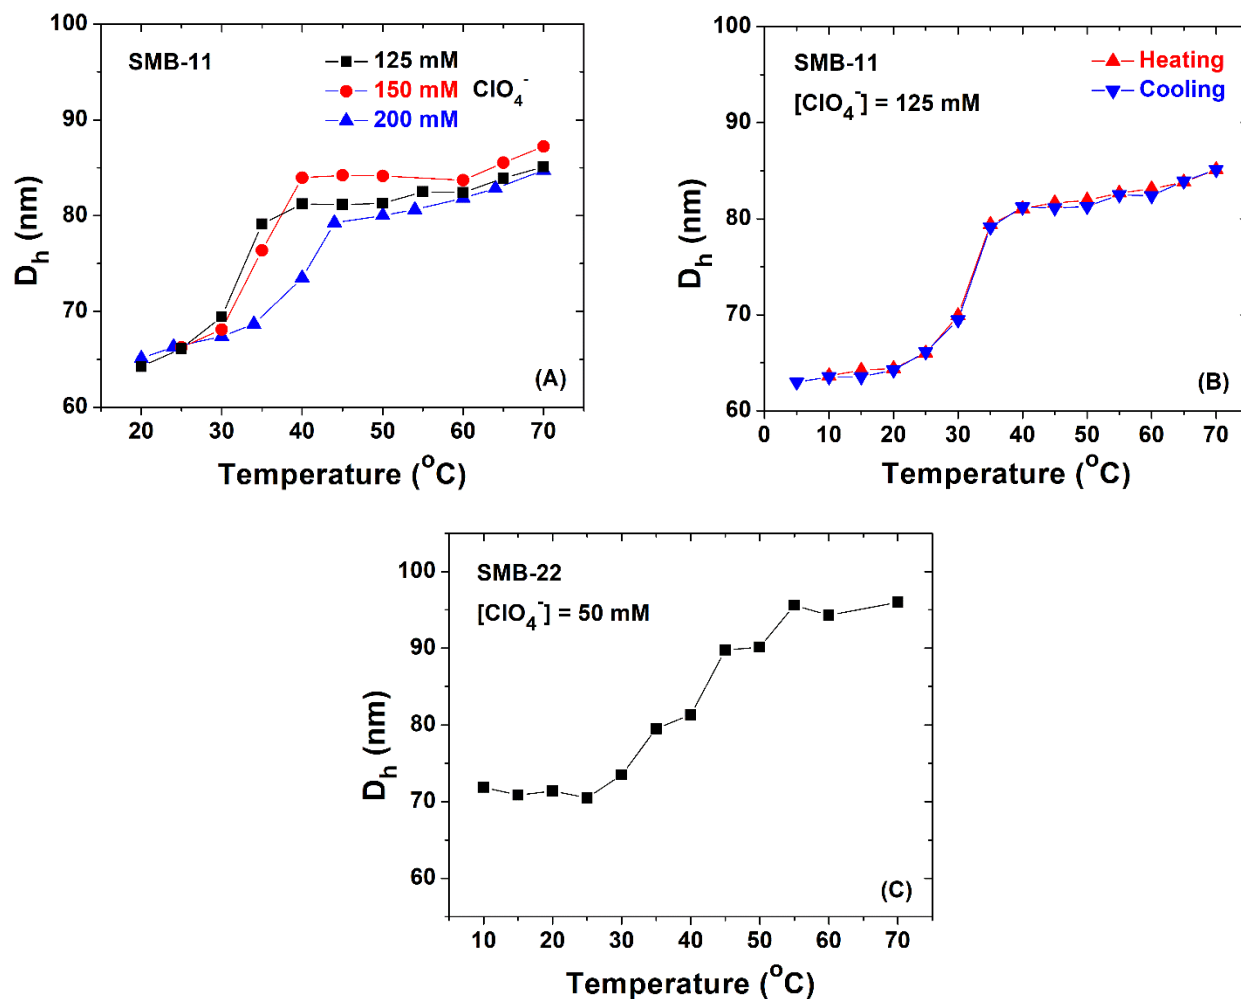 SMB-11
125 mM
150 mM ClO4-
200 mM
100
90
80
70
60
Dh (nm)
20 30 40 50 60 70
Temperature (oC)
(A)
SMB-11
[ClO4-] = 125 mM
Heating
Cooling
100
90
80
70
60
Dh (nm)
0 10 20 30 40 50 60 70
Temperature (oC)
(B)
SMB-22
[ClO4-] = 50 mM
100
90
80
70
60
Dh (nm)
10 20 30 40 50 60 70
Temperature (oC)
(C)